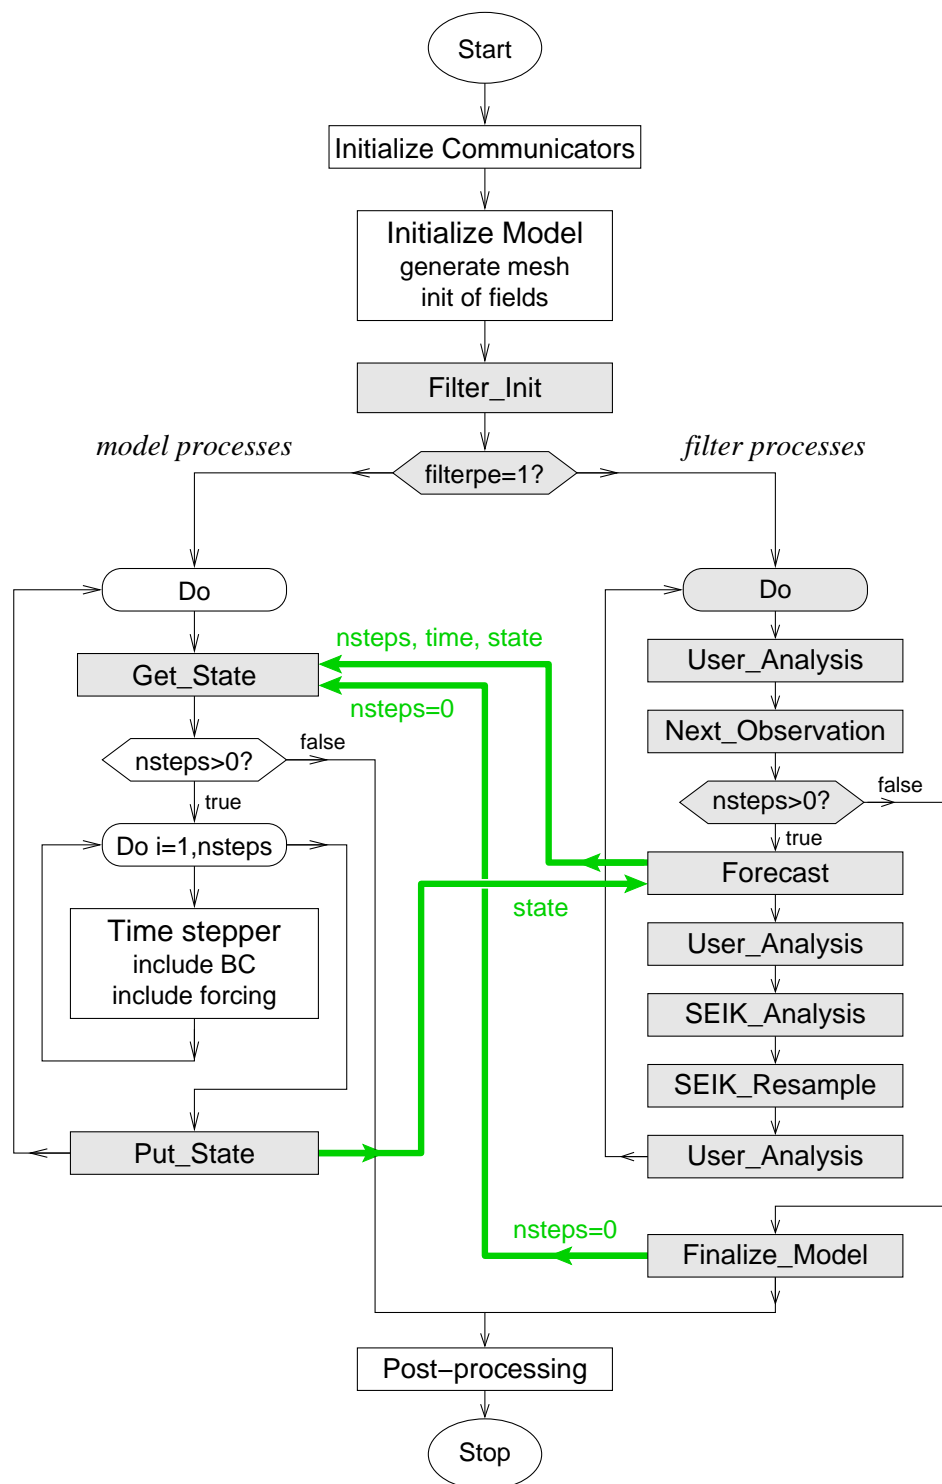 Start
Initialize Communicators
Initialize Model
generate mesh
init of fields
Filter_Init
model processes
filter processes
filterpe=1?
Do
Get_State
nsteps>0?
false
true
Do i=1,nsteps
Time stepper
include BC
include forcing
Put_State
nsteps, time, state
nsteps=0
state
nsteps=0
Do
User_Analysis
Next_Observation
nsteps>0?
false
true
Forecast
User_Analysis
SEIK_Analysis
SEIK_Resample
User_Analysis
Finalize_Model
Post−processing
Stop